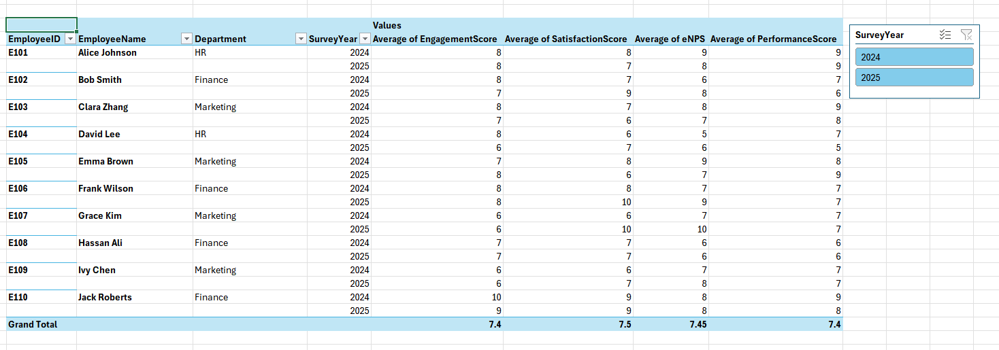 Values
EmployeeID EmployeeName Department SurveyYear Average of EngagementScore Average of SatisfactionScore Average of eNPS Average of PerformanceScore
E101 Alice Johnson HR 2024 8 8 9 9
2025 8 7 8 9
E102 Bob Smith Finance 2024 8 7 6 7
2025 7 9 8 6
E103 Clara Zhang Marketing 2024 8 7 8 9
2025 7 6 7 8
E104 David Lee HR 2024 8 6 5 7
2025 6 7 6 5
E105 Emma Brown Marketing 2024 7 8 9 8
2025 8 6 7 9
E106 Frank Wilson Finance 2024 8 8 7 7
2025 8 10 9 7
E107 Grace Kim Marketing 2024 6 6 7 7
2025 6 10 10 7
E108 Hassan Ali Finance 2024 7 7 6 6
2025 7 7 6 6
E109 Ivy Chen Marketing 2024 6 6 7 7
2025 6 7 8 7
E110 Jack Roberts Finance 2024 10 9 8 9
2025 9 9 8 8
Grand Total 7.4 7.5 7.45 7.4
SurveyYear
2024
2025